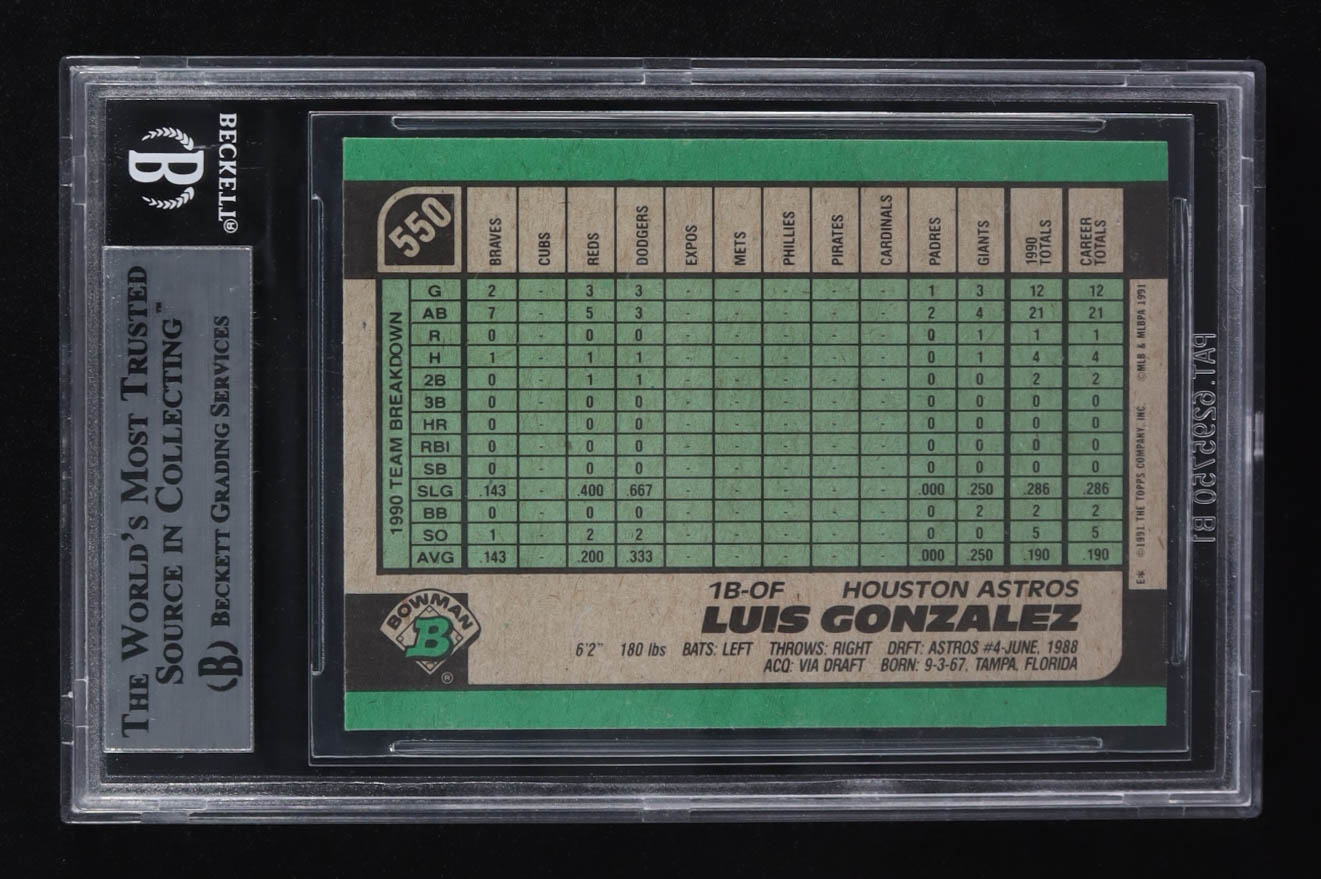 BECKETT®
B
THE WORLD'S MOST TRUSTED
SOURCE IN COLLECTING™
(B) BECKETT GRADING SERVICES
550
BRAVES CUBS REDS DODGERS EXPOS METS PHILLIES PIRATES CARDINALS PADRES GIANTS 1990 TOTALS CAREER TOTALS
1990 TEAM BREAKDOWN
G 2 - 3 3 - - - - - 1 3 12 12
AB 7 - 5 3 - - - - - 2 4 21 21
R 0 - 0 0 - - - - - 0 1 1 1
H 1 - 1 1 - - - - - 0 1 4 4
2B 0 - 1 1 - - - - - 0 0 2 2
3B 0 - 0 0 - - - - - 0 0 0 0
HR 0 - 0 0 - - - - - 0 0 0 0
RBI 0 - 0 0 - - - - - 0 0 0 0
SB 0 - 0 0 - - - - - 0 0 0 0
SLG .143 - .400 .667 - - - - - .000 .250 .286 .286
BB 0 - 0 0 - - - - - 0 2 2 2
SO 1 - 2 2 - - - - - 0 0 5 5
AVG .143 - .200 .333 - - - - - .000 .250 .190 .190
E* ©1991 THE TOPPS COMPANY, INC. ©MLB & MLBPA 1991
BOWMAN
B
®
1B-OF HOUSTON ASTROS
LUIS GONZALEZ
6'2" 180 lbs BATS: LEFT THROWS: RIGHT DRFT: ASTROS #4-JUNE, 1988
ACQ: VIA DRAFT BORN: 9-3-67, TAMPA, FLORIDA
PAT.6295750 B1